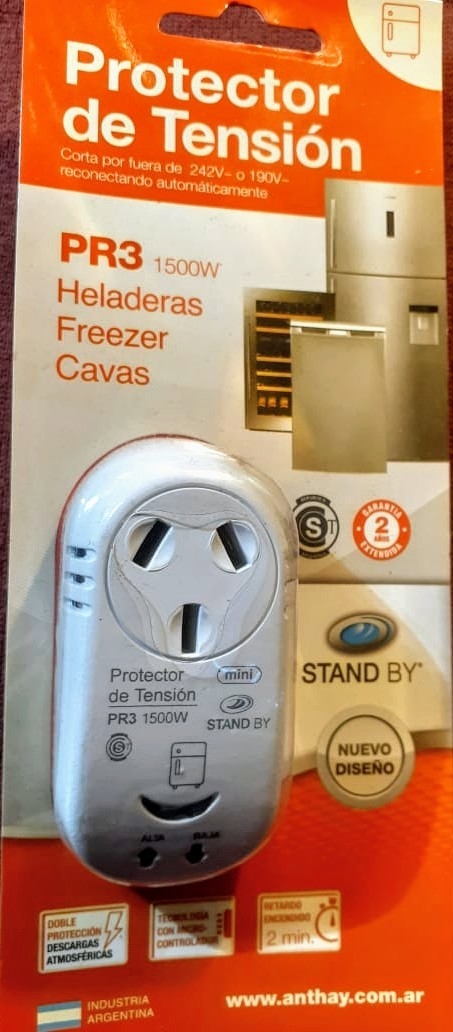 Protector
de Tensión
Corta por fuera de 242V~ o 190V~
reconectando automáticamente
PR3 1500W
Heladeras
Freezer
Cavas
GARANTIA
2
AÑOS
EXTENDIDA
STAND BY
NUEVO
DISEÑO
Protector
de Tensión
PR3 1500W
mini
STAND BY
ALTA
BAJA
DOBLE
PROTECCIÓN
DESCARGAS
ATMOSFÉRICAS
TECNOLOGIA
CON MICRO-
CONTROLADOR
RETARDO
ENCENDIDO
2 min.
INDUSTRIA
ARGENTINA
www.anthay.com.ar